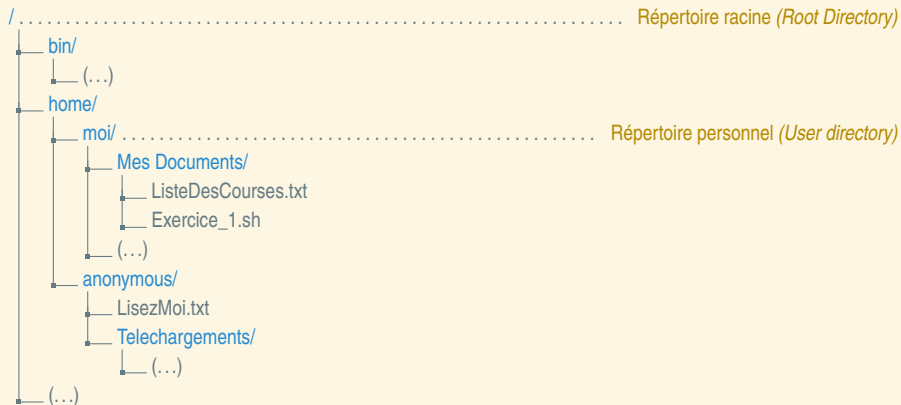 / . . . . . . . . . . . . . . . . . . . . . . . . . . . . . . . . . . . . . . . . . . . . . . . . . . . . . . . . . . . . . . . . . . . . . . . . Répertoire racine (Root Directory)
bin/
(...)
home/
moi/ . . . . . . . . . . . . . . . . . . . . . . . . . . . . . . . . . . . . . . . . . . . . . . . . . . . . . . . . Répertoire personnel (User directory)
Mes Documents/
ListeDesCourses.txt
Exercice_1.sh
(...)
anonymous/
LisezMoi.txt
Telechargements/
(...)
(...)